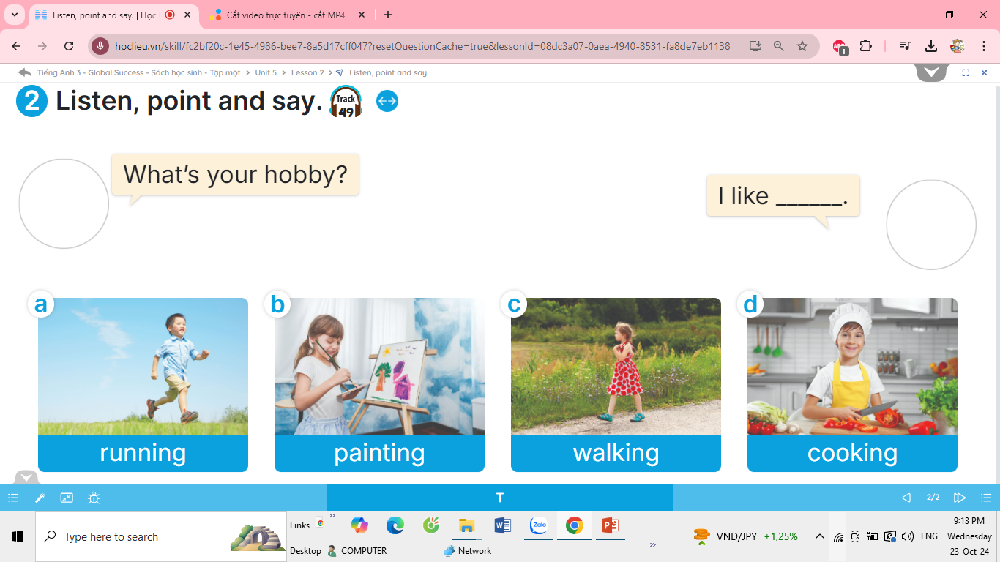 Listen, point and say. | Học
Cắt video trực tuyến - cắt MP4,
hoclieu.vn/skill/fc2bf20c-1e45-4986-bee7-8a5d17cff047?resetQuestionCache=true&lessonId=08dc3a07-0aea-4940-8531-fa8de7eb1138
1
Tiếng Anh 3 - Global Success - Sách học sinh - Tập một > Unit 5 > Lesson 2 > Listen, point and say.
2 Listen, point and say. Track 49
What's your hobby?
I like ______.
a
running
b
painting
c
walking
d
cooking
T
2/2
Type here to search
Links
Desktop
COMPUTER
Network
Zalo
VND/JPY +1,25%
ENG
9:13 PM
Wednesday
23-Oct-24